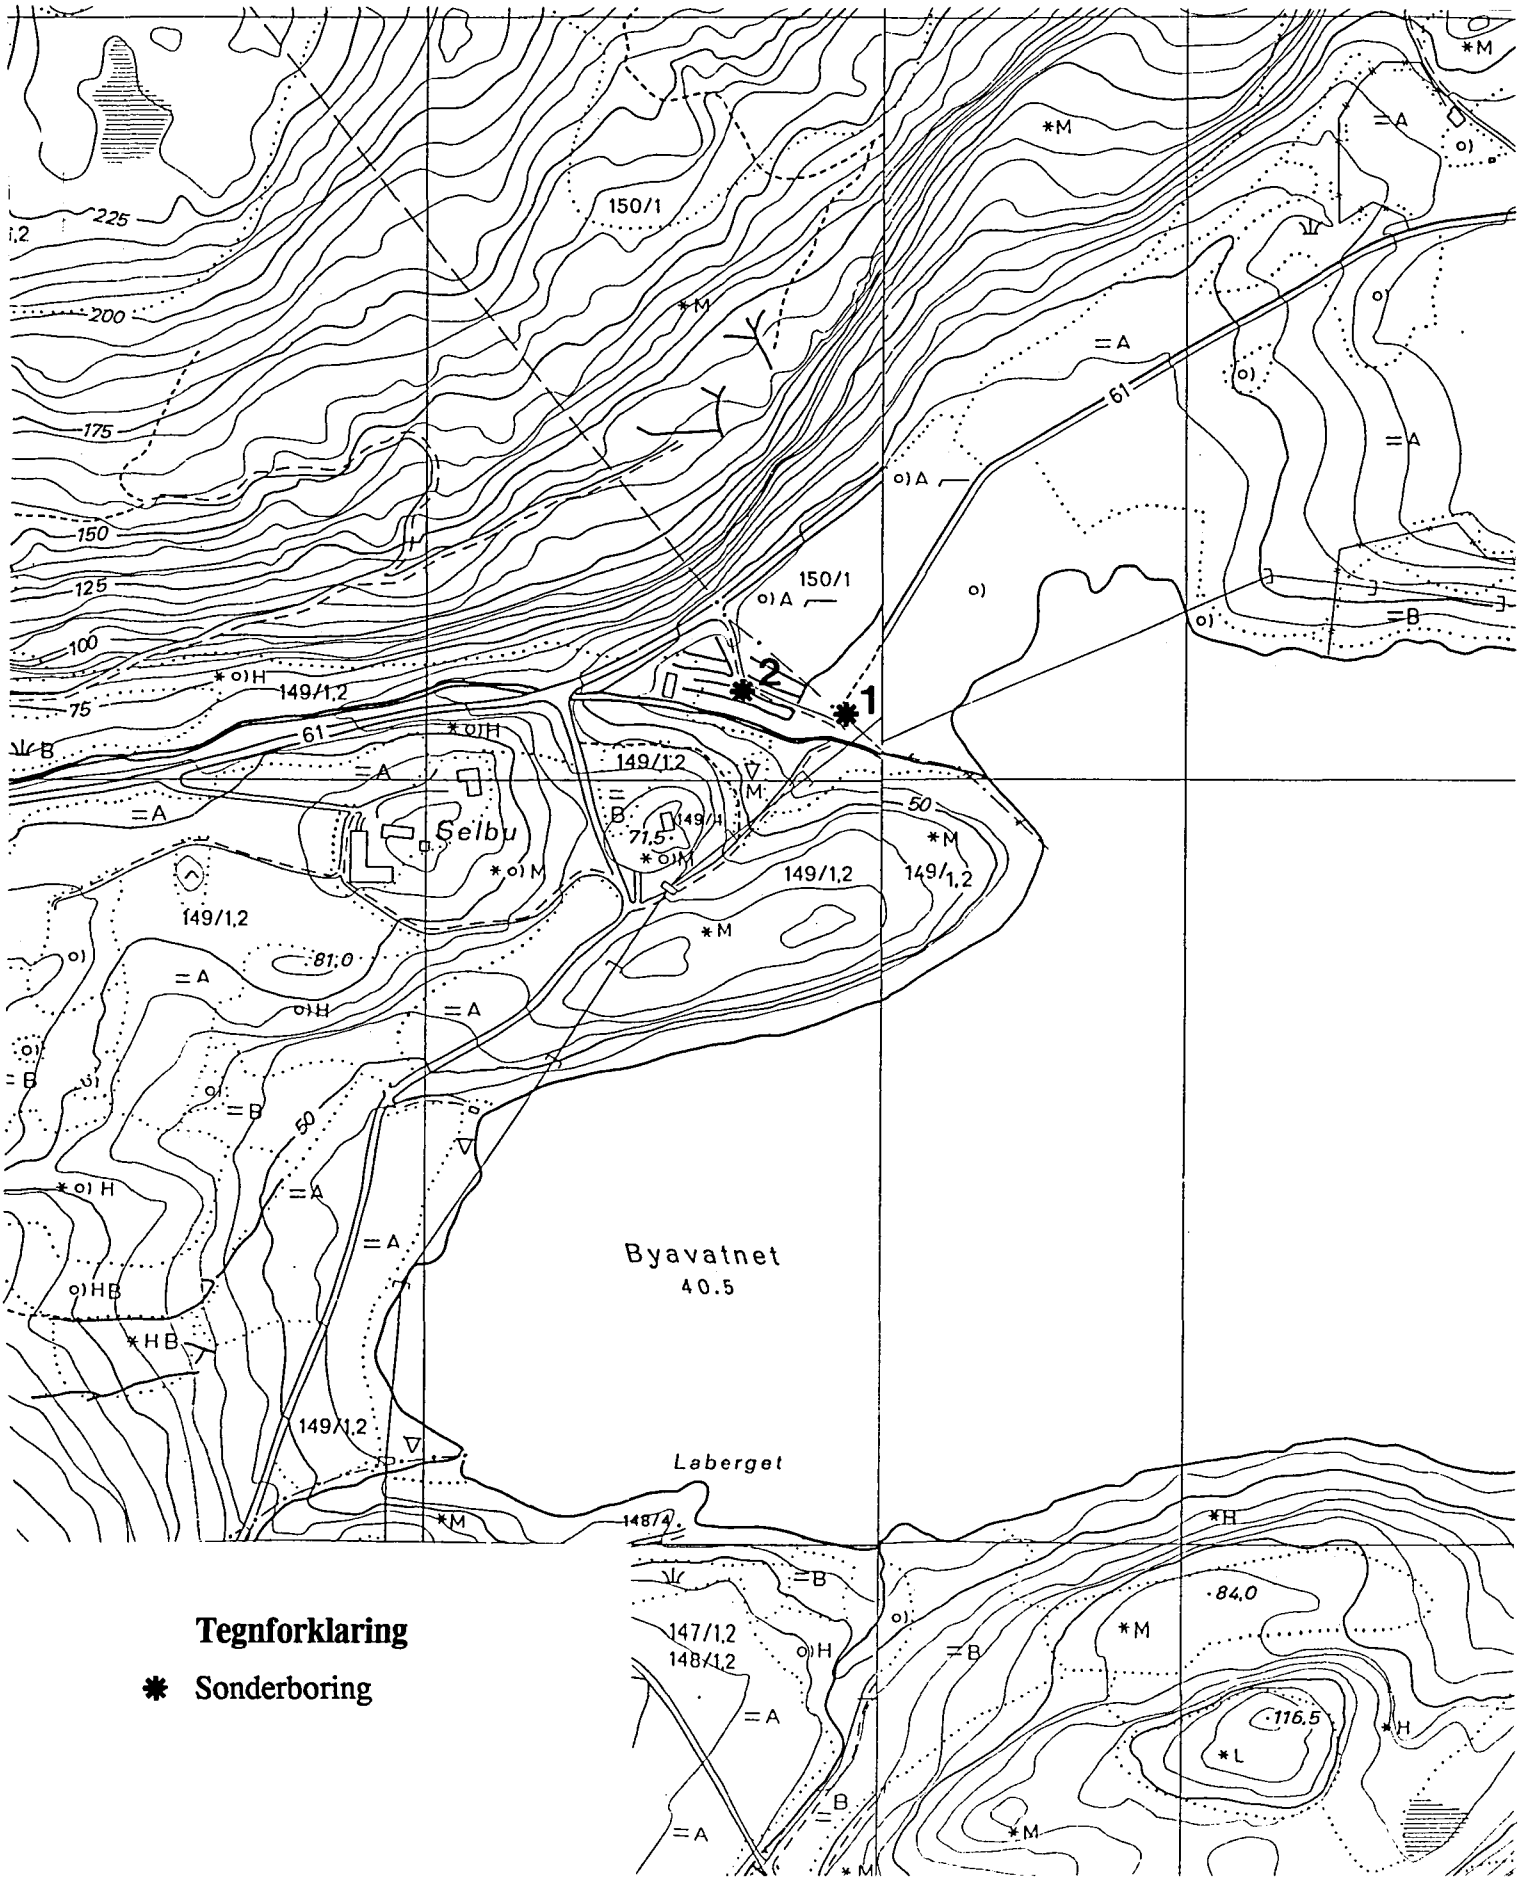 *M
=A
o)
*M
225
150/1
1,2
200
*M
o)
=A
o)
61
175
=A
o)A
150
125
150/1
o)A
o)
o)
=B
100
*o)H
149/1,2
2
75
1
61
*o)H
B
149/1,2
=A
M
=A
=
B
50
Selbu
71,5
149/4
*M
*o)M
*o)M
149/1,2
149/1,2
149/1,2
*M
o)
81,0
=A
o)H
=A
o)
=B
o)
o)
=B
50
*o)H
=A
=A
Byavatnet
40.5
o)HB
*HB
149/1,2
Laberget
*M
148/4
*H
=B
84,0
o)
147/1,2
148/1,2
o)H
=B
*M
Tegnforklaring
* Sonderboring
=A
116,5
*H
*L
B
=
=A
*M
*M